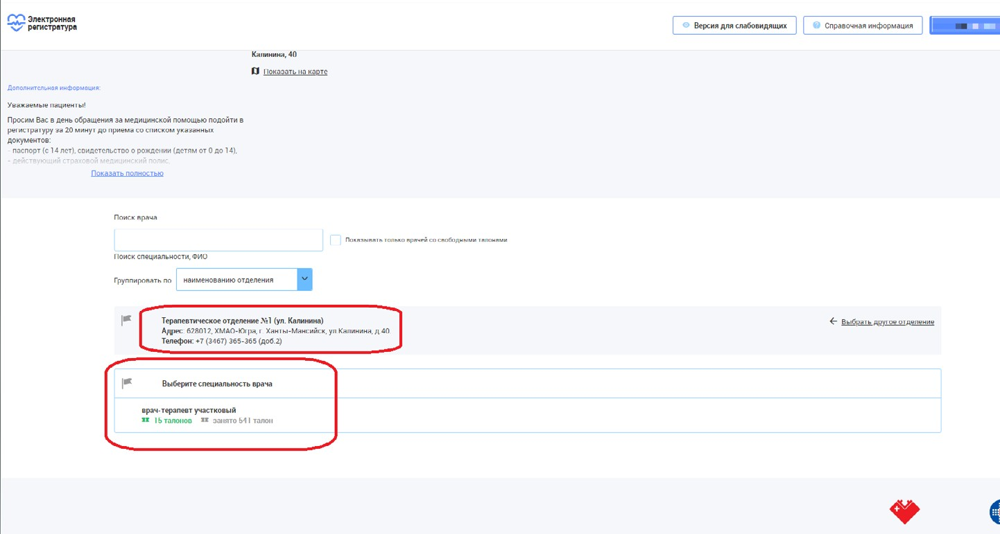 Электронная
регистратура
Версия для слабовидящих
Справочная информация
Калинина, 40
Показать на карте
Дополнительная информация:
Уважаемые пациенты!
Просим Вас в день обращения за медицинской помощью подойти в
регистратуру за 20 минут до приема со списком указанных
документов:
- паспорт (с 14 лет), свидетельство о рождении (детям от 0 до 14),
- действующий страховой медицинский полис,
Показать полностью
Поиск врача
Показывать только врачей со свободными талонами
Поиск специальности, ФИО
Группировать по
наименованию отделения
Терапевтическое отделение №1 (ул. Калинина)
Адрес: 628012, ХМАО-Югра, г. Ханты-Мансийск, ул.Калинина, д.40
Телефон: +7 (3467) 365-365 (доб.2)
Выбрать другое отделение
Выберите специальность врача
врач-терапевт участковый
15 талонов занято 541 талон